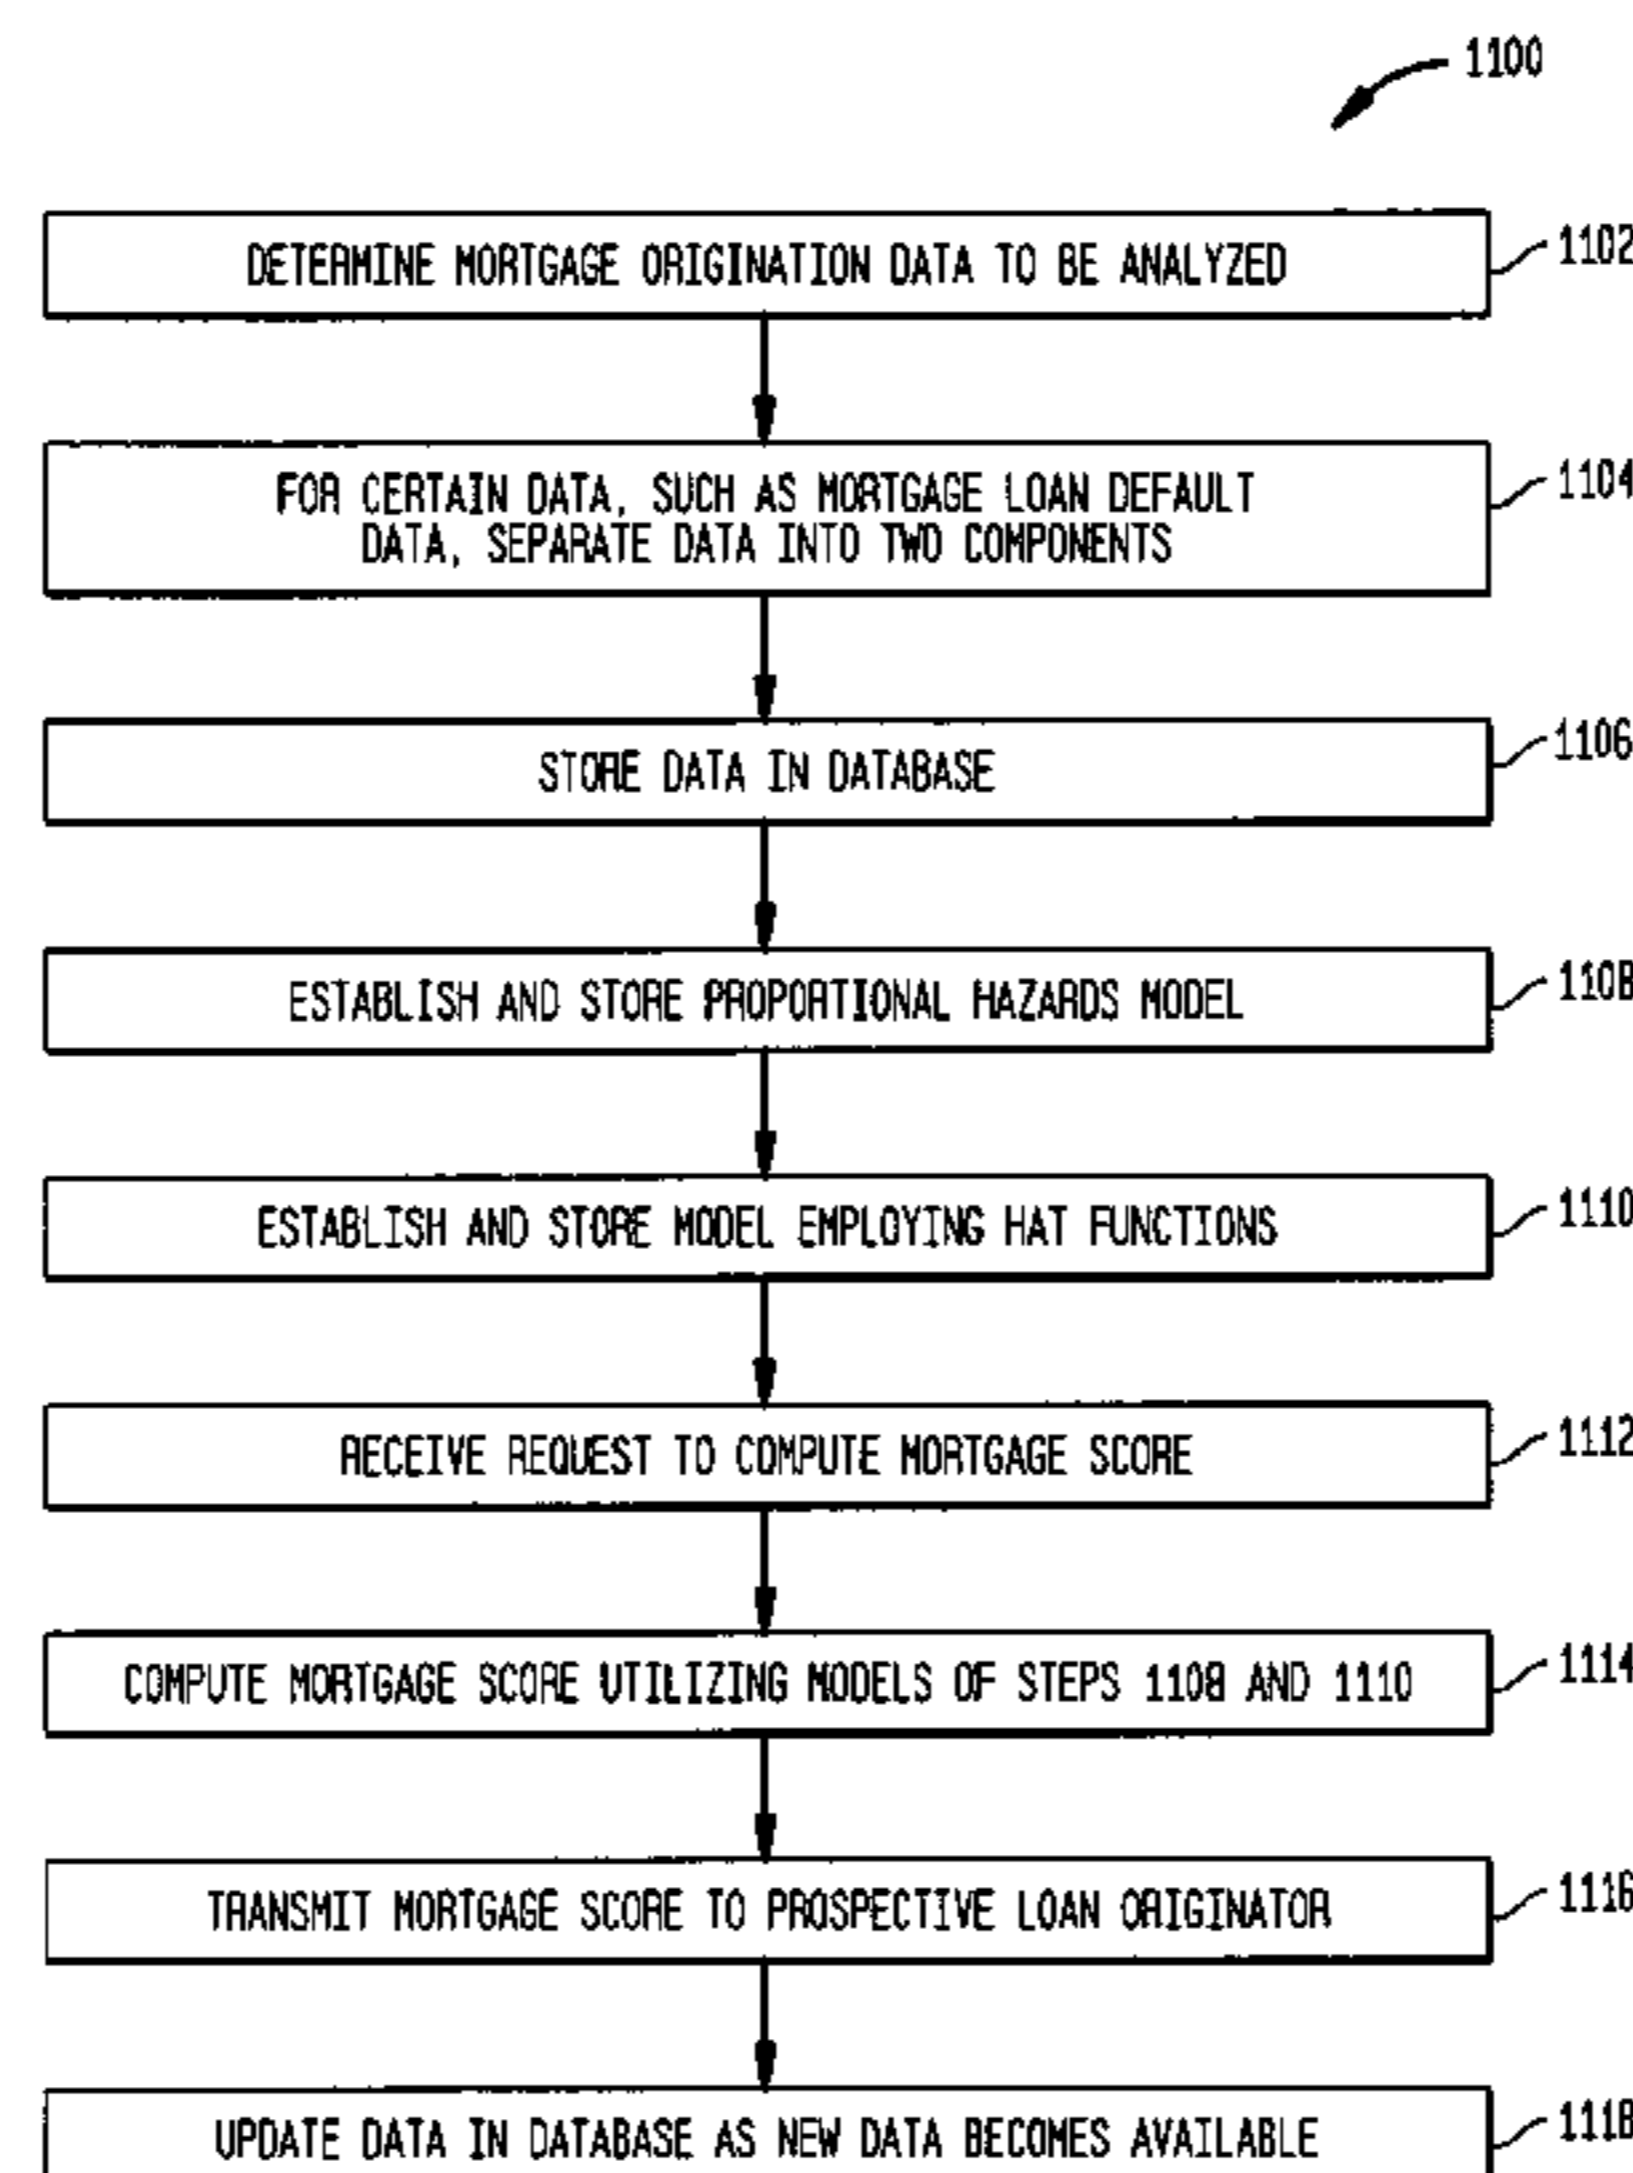 1100
DETERMINE MORTGAGE ORIGINATION DATA TO BE ANALYZED
1102
FOR CERTAIN DATA, SUCH AS MORTGAGE LOAN DEFAULT
DATA, SEPARATE DATA INTO TWO COMPONENTS
1104
STORE DATA IN DATABASE
1106
ESTABLISH AND STORE PROPORTIONAL HAZARDS MODEL
1108
ESTABLISH AND STORE MODEL EMPLOYING HAT FUNCTIONS
1110
RECEIVE REQUEST TO COMPUTE MORTGAGE SCORE
1112
COMPUTE MORTGAGE SCORE UTILIZING MODELS OF STEPS 1108 AND 1110
1114
TRANSMIT MORTGAGE SCORE TO PROSPECTIVE LOAN ORIGINATOR
1116
UPDATE DATA IN DATABASE AS NEW DATA BECOMES AVAILABLE
1118